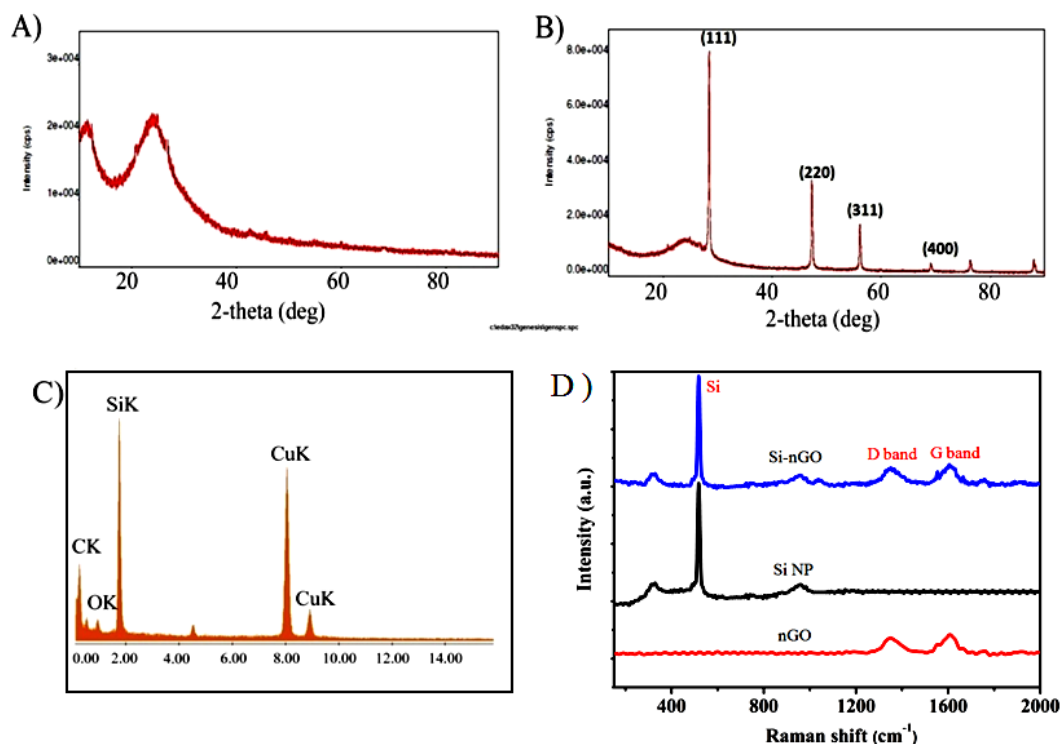 A)
3e+004
2e+004
1e+004
0e+000
Intensity (cps)
20 40 60 80
2-theta (deg)
B)
8.0e+004
6.0e+004
4.0e+004
2.0e+004
0.0e+000
Intensity (cps)
(111)
(220)
(311)
(400)
20 40 60 80
2-theta (deg)
C)
SiK
CuK
CK
OK
CuK
0.00 2.00 4.00 6.00 8.00 10.00 12.00 14.00
D )
Si
Si-nGO
D band
G band
Si NP
nGO
Intensity (a.u.)
400 800 1200 1600 2000
Raman shift (cm⁻¹)